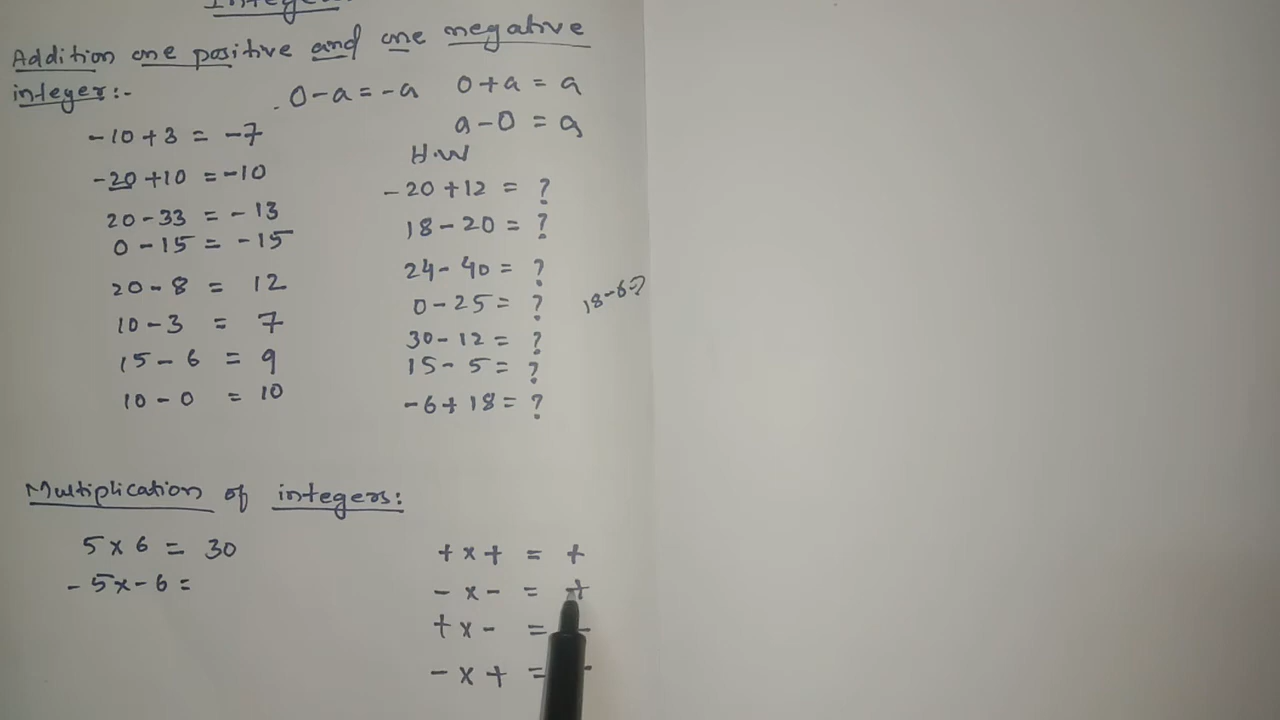 Integer
Addition one positive and one negative
integer:-
0-a=-a 0+a=a
a-0=a
-10+3=-7
-20+10=-10
20-33=-13
0-15=-15
20-8=12
10-3=7
15-6=9
10-0=10
H.W
-20+12=?
18-20=?
24-40=?
0-25=?
30-12=?
15-5=?
-6+18=?
18-6=?
Multiplication of integers:
5x6=30
-5x-6=
+x+=+
-x-=+
+x-=-
-x+=-